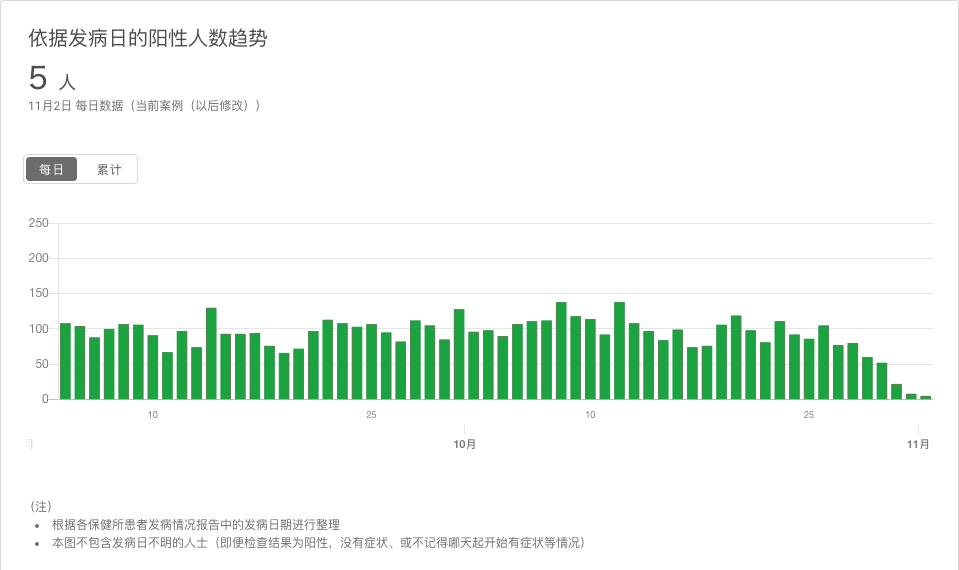 依据发病日的阳性人数趋势
5 人
11月2日 每日数据（当前案例（以后修改））
每日 累计
250
200
150
100
50
0
10 25 10 25
月 10月 11月
（注）
• 根据各保健所患者发病情况报告中的发病日期进行整理
• 本图不包含发病日不明的人士（即便检查结果为阳性，没有症状、或不记得哪天起开始有症状等情况）